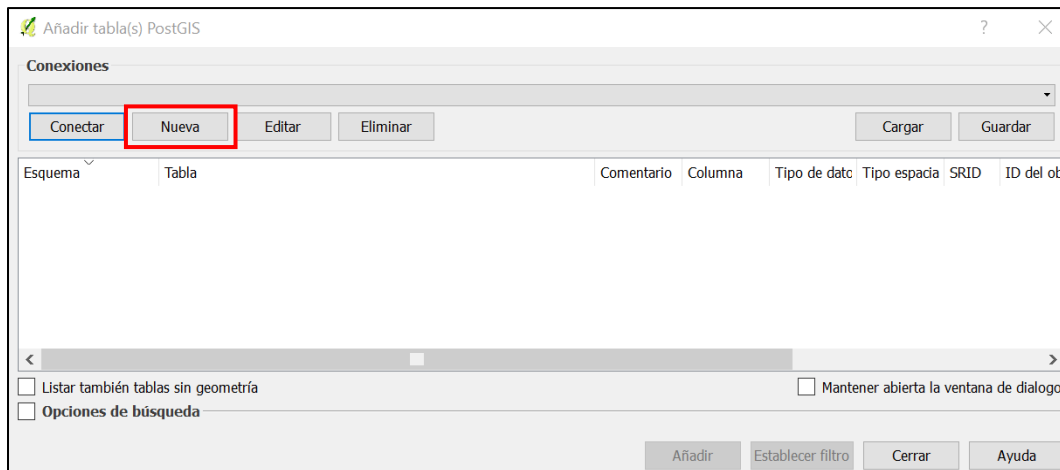 Añadir tabla(s) PostGIS ?
Conexiones
Conectar Nueva Editar Eliminar Cargar Guardar
Esquema Tabla Comentario Columna Tipo de dato Tipo espacia SRID ID del ob
Listar también tablas sin geometría Mantener abierta la ventana de dialogo
Opciones de búsqueda
Añadir Establecer filtro Cerrar Ayuda